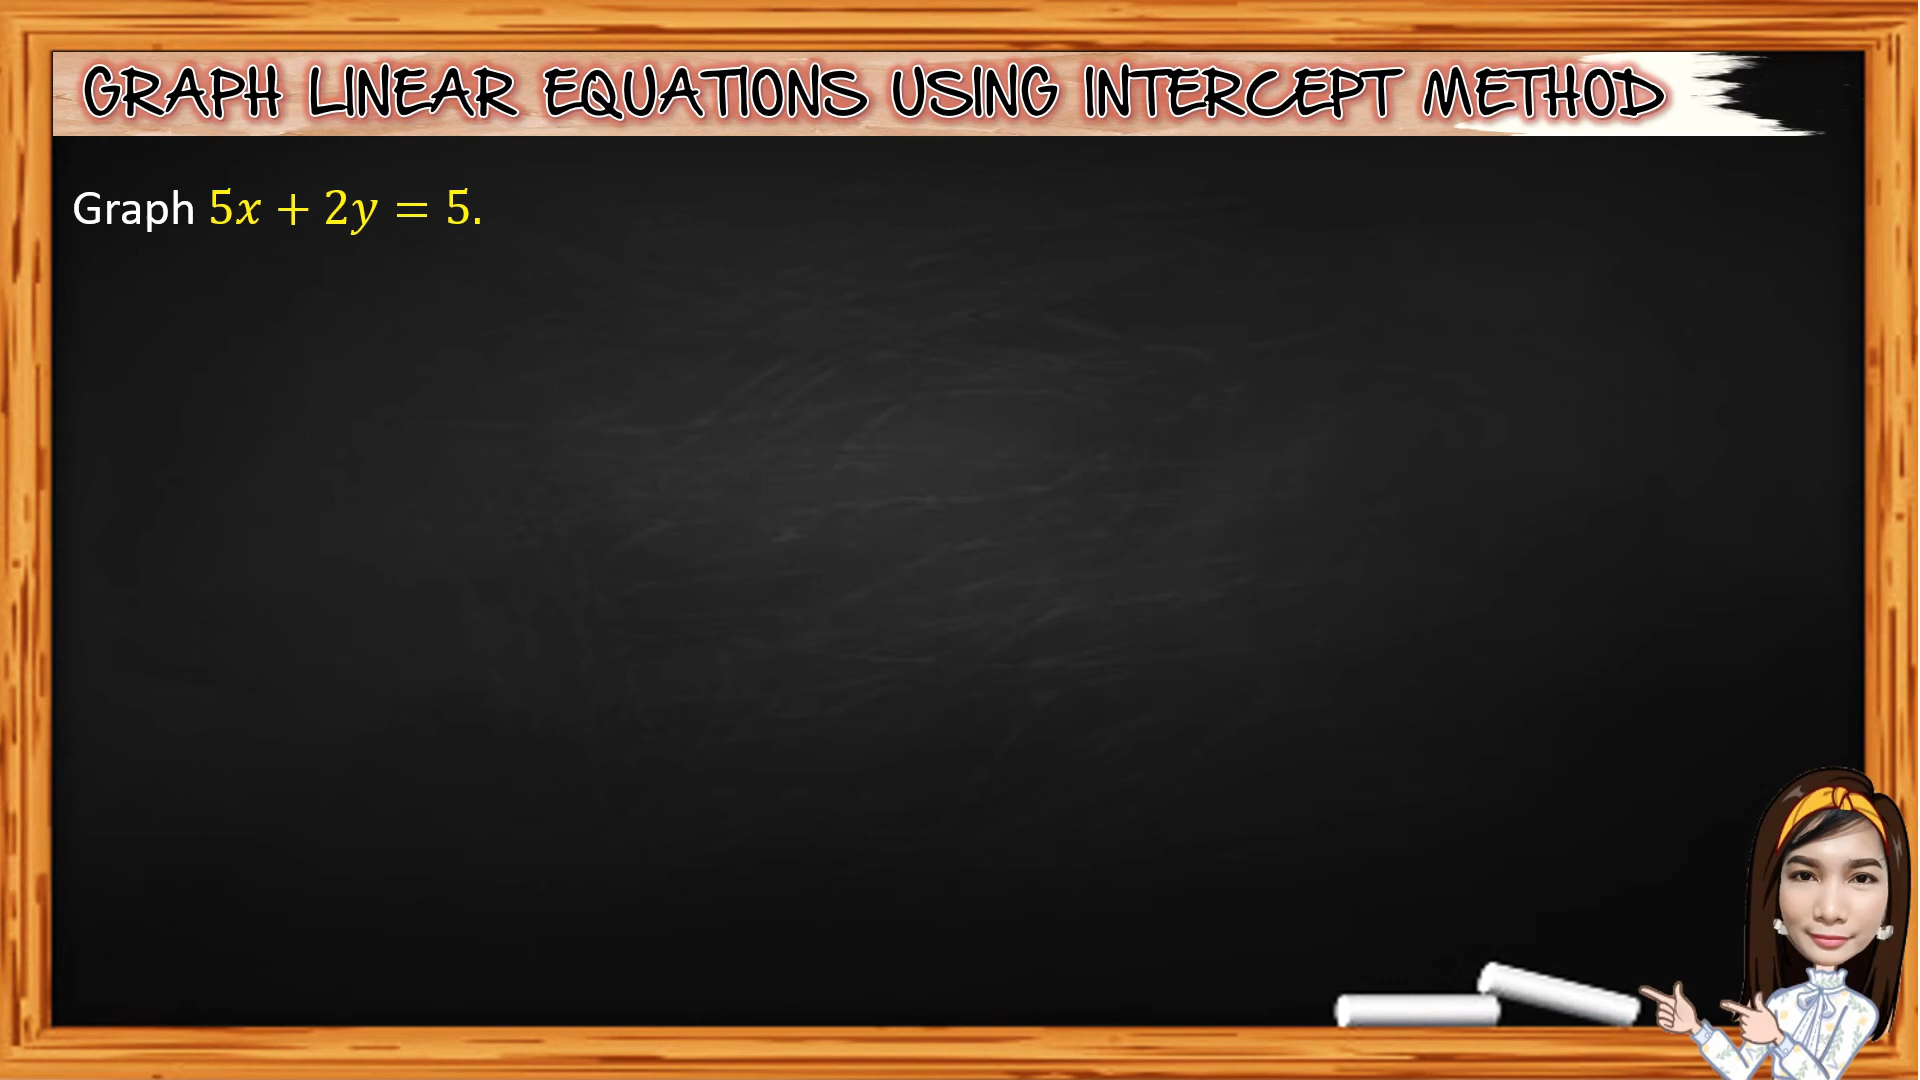 GRAPH LINEAR EQUATIONS USING INTERCEPT METHOD
Graph 5x + 2y = 5.